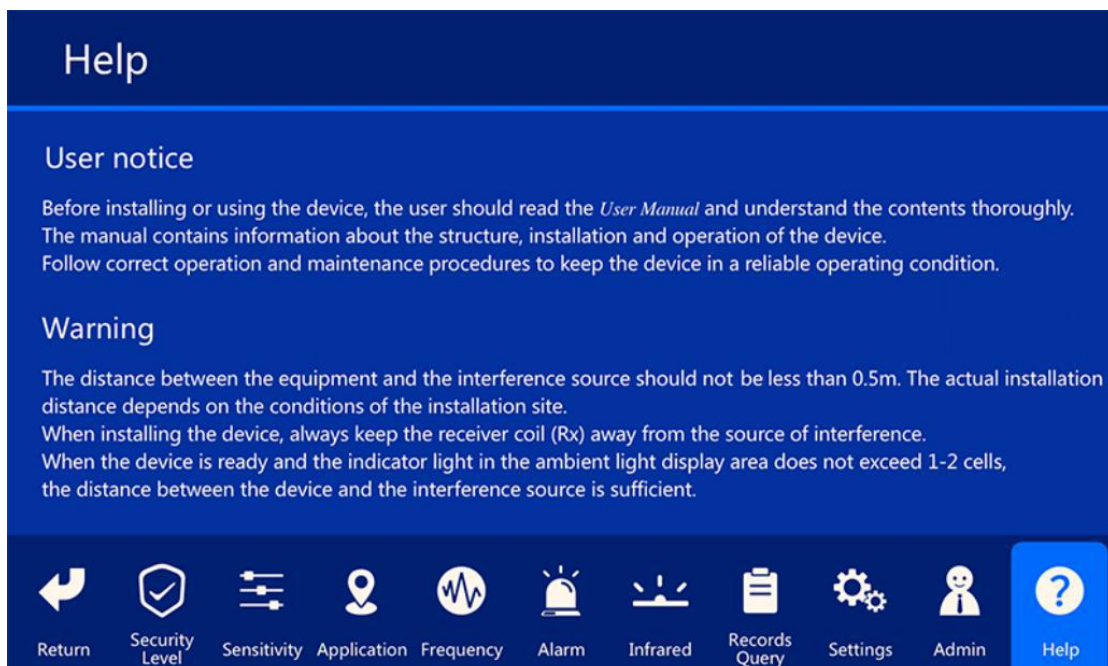 Help
User notice
Before installing or using the device, the user should read the User Manual and understand the contents thoroughly.
The manual contains information about the structure, installation and operation of the device.
Follow correct operation and maintenance procedures to keep the device in a reliable operating condition.
Warning
The distance between the equipment and the interference source should not be less than 0.5m. The actual installation
distance depends on the conditions of the installation site.
When installing the device, always keep the receiver coil (Rx) away from the source of interference.
When the device is ready and the indicator light in the ambient light display area does not exceed 1-2 cells,
the distance between the device and the interference source is sufficient.
Return
Security
Level
Sensitivity
Application
Frequency
Alarm
Infrared
Records
Query
Settings
Admin
Help